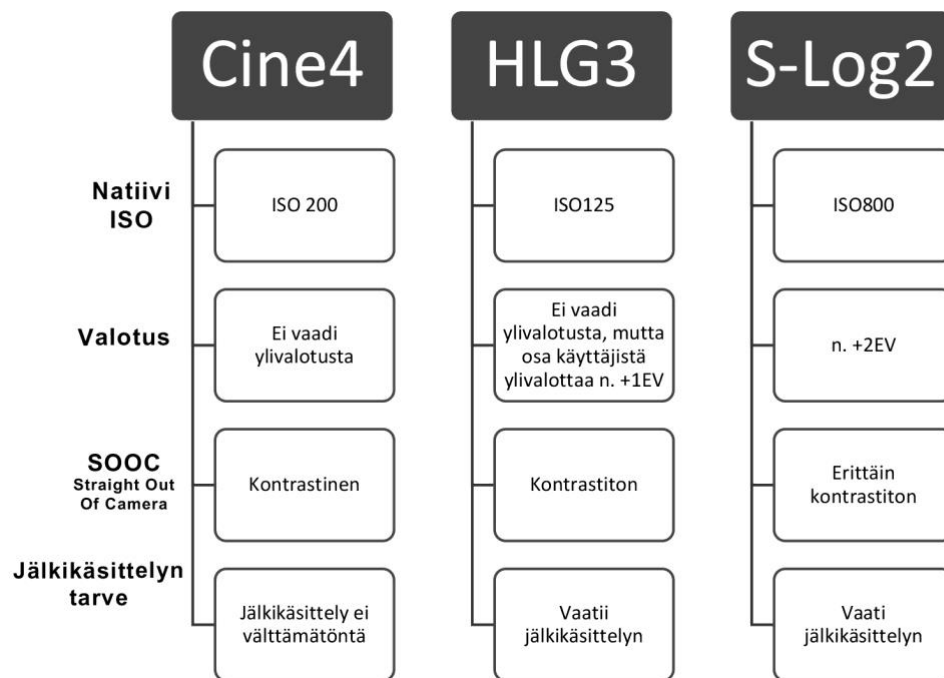 Cine4
HLG3
S-Log2
Natiivi
ISO
ISO 200
ISO125
ISO800
Valotus
Ei vaadi
ylivalotusta
Ei vaadi
ylivalotusta, mutta
osa käyttäjistä
ylivalottaa n. +1EV
n. +2EV
SOOC
Straight Out
Of Camera
Kontrastinen
Kontrastiton
Erittäin
kontrastiton
Jälkikäsittelyn
tarve
Jälkikäsittely ei
välttämätöntä
Vaatii
jälkikäsittelyn
Vaati
jälkikäsittelyn